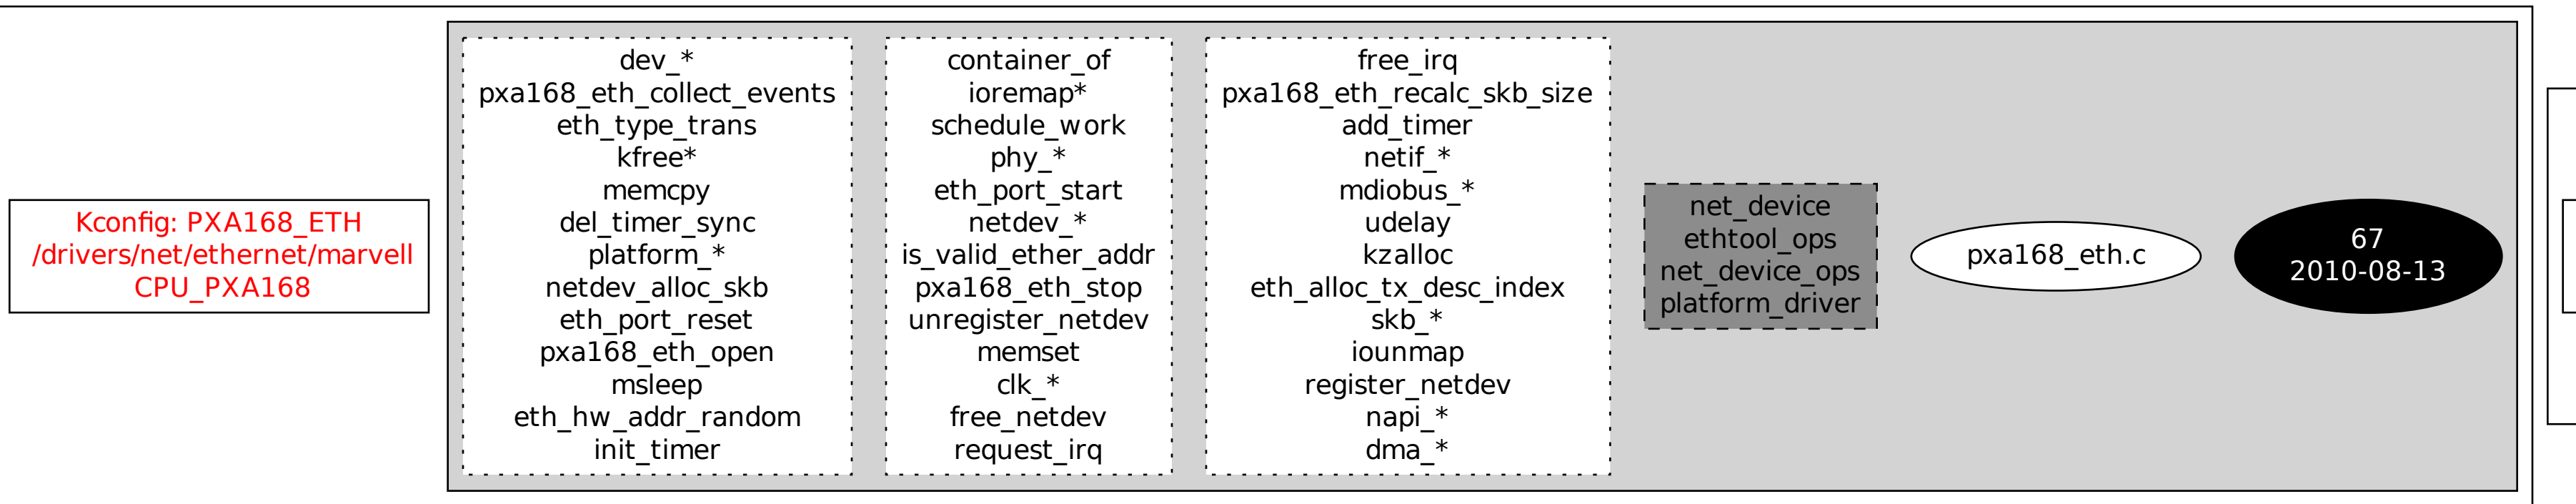 Kconfig: PXA168_ETH
/drivers/net/ethernet/marvell
CPU_PXA168
dev_*
pxa168_eth_collect_events
eth_type_trans
kfree*
memcpy
del_timer_sync
platform_*
netdev_alloc_skb
eth_port_reset
pxa168_eth_open
msleep
eth_hw_addr_random
init_timer
container_of
ioremap*
schedule_work
phy_*
eth_port_start
netdev_*
is_valid_ether_addr
pxa168_eth_stop
unregister_netdev
memset
clk_*
free_netdev
request_irq
free_irq
pxa168_eth_recalc_skb_size
add_timer
netif_*
mdiobus_*
udelay
kzalloc
eth_alloc_tx_desc_index
skb_*
iounmap
register_netdev
napi_*
dma_*
net_device
ethtool_ops
net_device_ops
platform_driver
pxa168_eth.c
67
2010-08-13